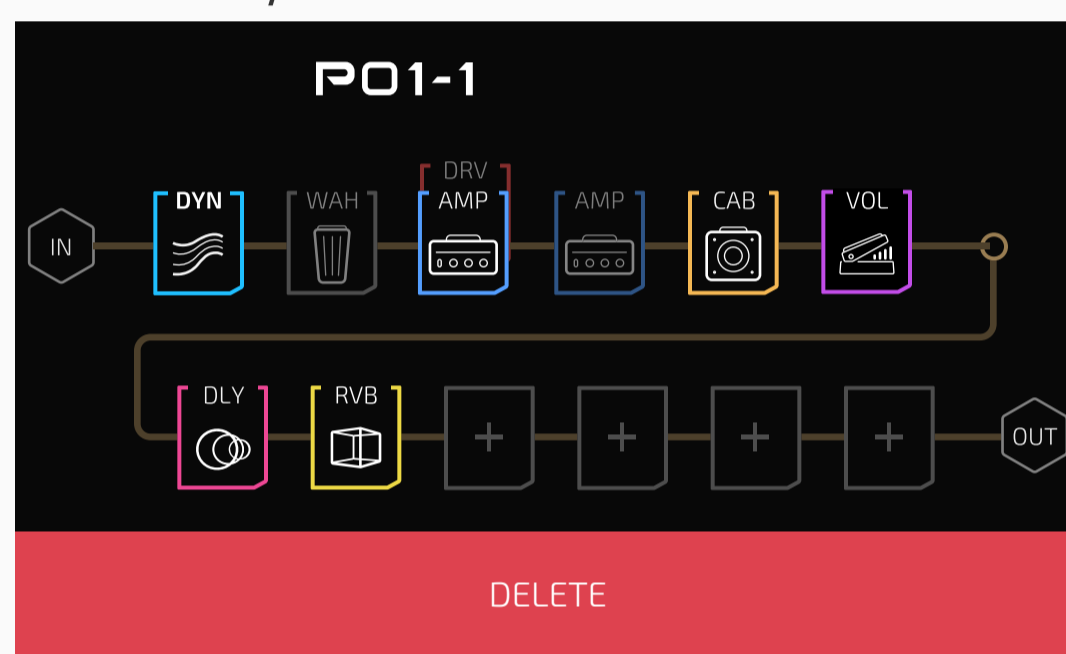 P01-1
DRV
DYN WAH AMP AMP CAB VOL
IN
DLY RVB
OUT
DELETE